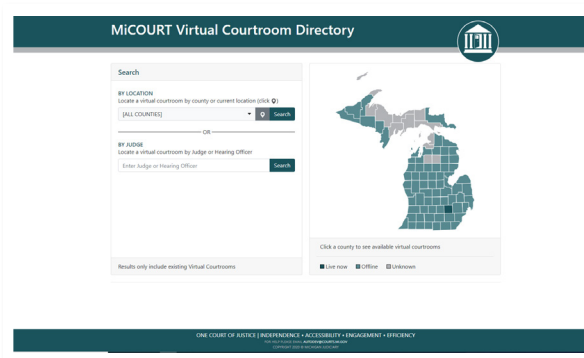 MiCOURT Virtual Courtroom Directory
Search
BY LOCATION
Locate a virtual courtroom by county or current location (click )
[ALL COUNTIES]
Search
OR
BY JUDGE
Locate a virtual courtroom by Judge or Hearing Officer
Enter Judge or Hearing Officer
Search
Results only include existing Virtual Courtrooms
Click a county to see available virtual courtrooms
Live now
Offline
Unknown
ONE COURT OF JUSTICE | INDEPENDENCE • ACCESSIBILITY • ENGAGEMENT • EFFICIENCY